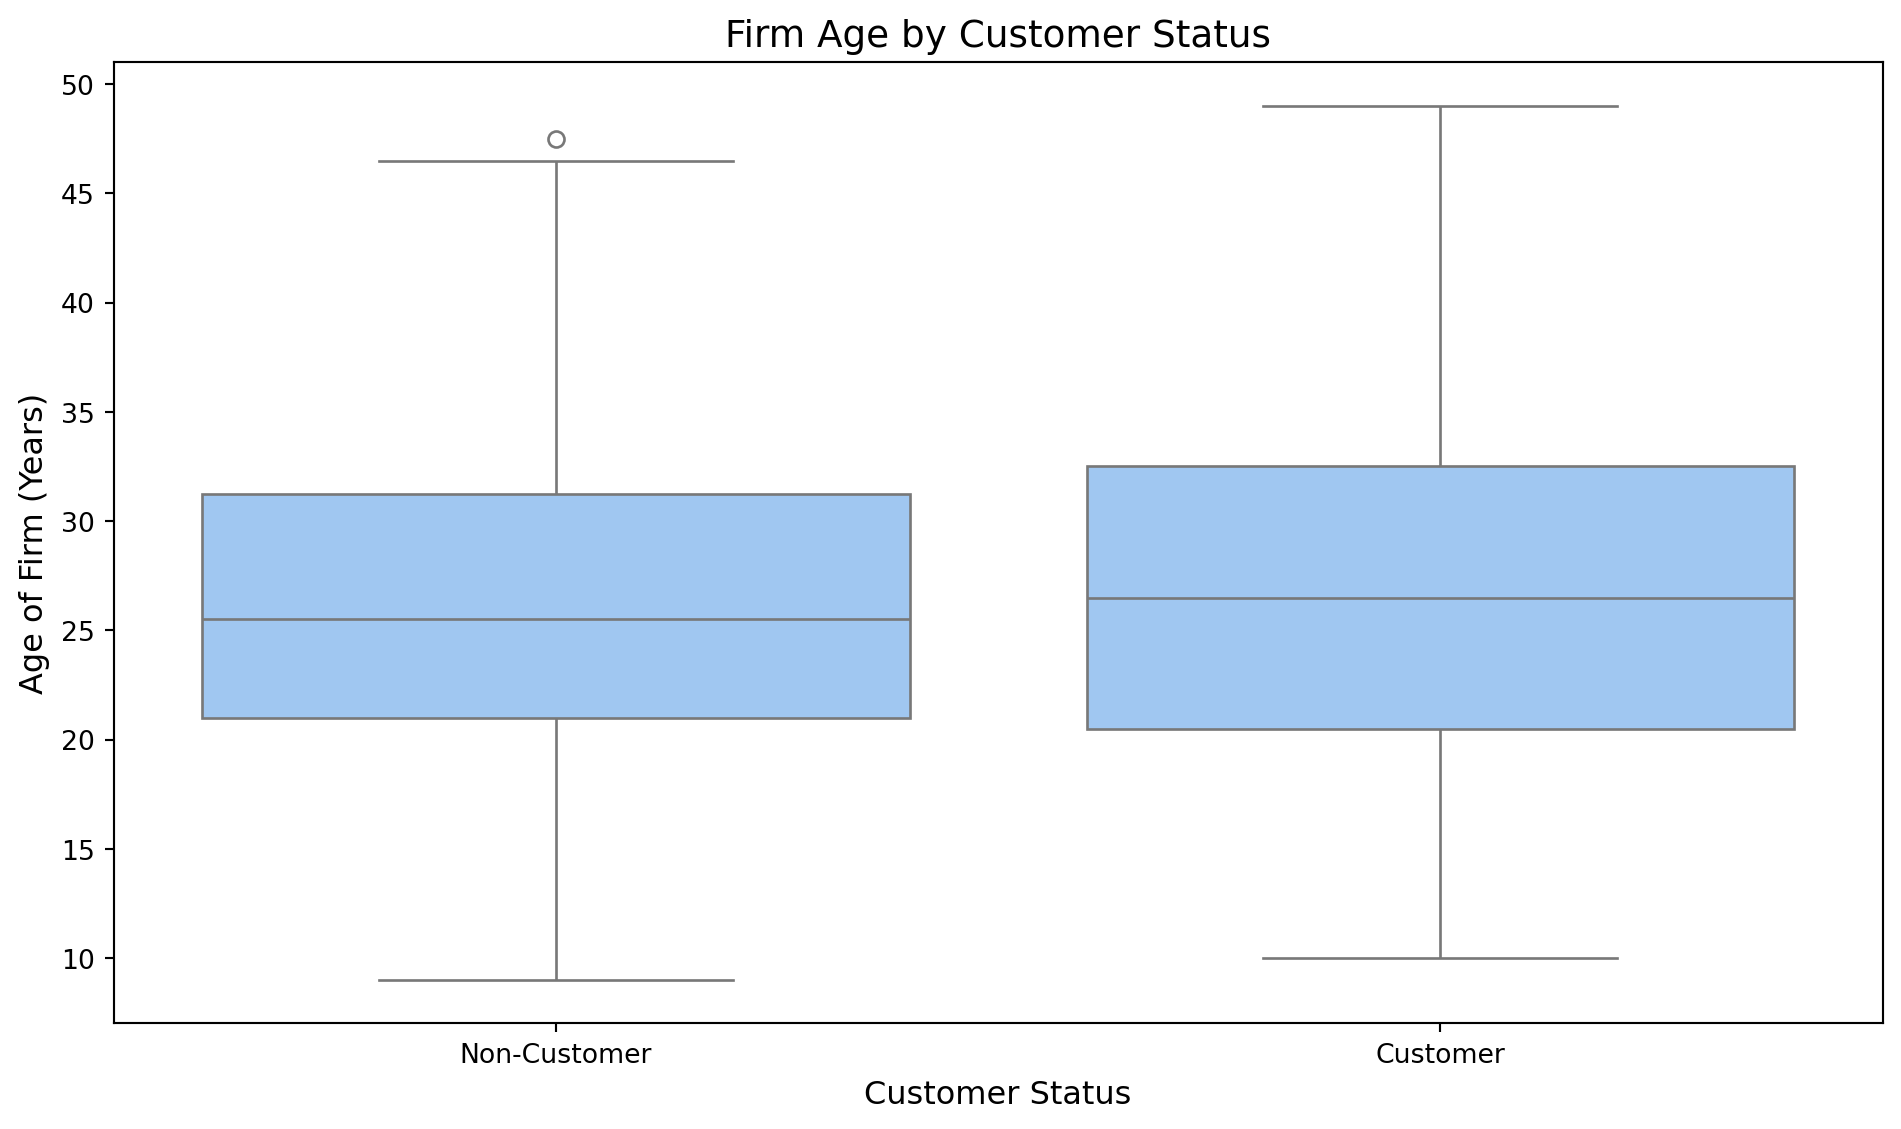 Firm Age by Customer Status
50
45
40
35
30
25
20
15
10
Age of Firm (Years)
Non-Customer
Customer
Customer Status